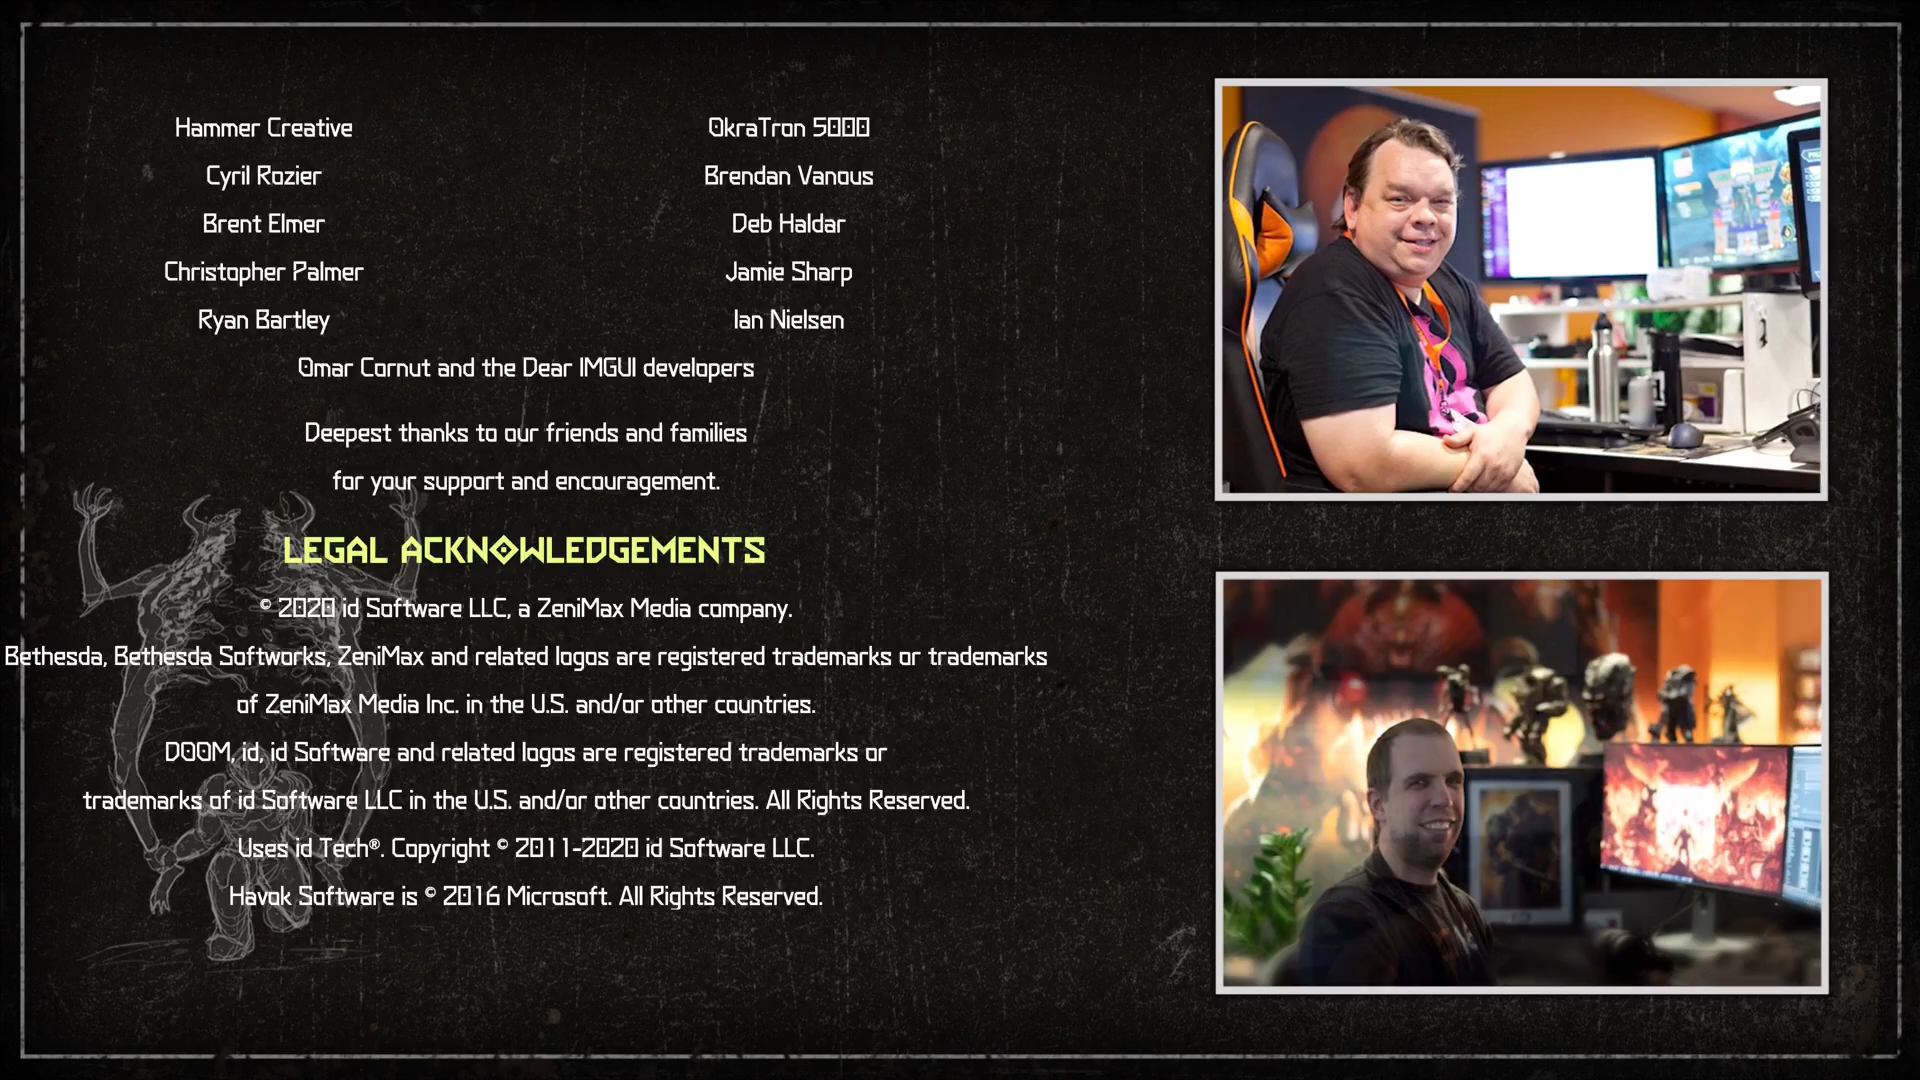 Hammer Creative
OkraTron 5000
Cyril Rozier
Brendan Vanous
Brent Elmer
Deb Haldar
Christopher Palmer
Jamie Sharp
Ryan Bartley
Ian Nielsen
Omar Cornut and the Dear IMGUI developers
Deepest thanks to our friends and families
for your support and encouragement.
LEGAL ACKNOWLEDGEMENTS
© 2020 id Software LLC, a ZeniMax Media company.
Bethesda, Bethesda Softworks, ZeniMax and related logos are registered trademarks or trademarks
of ZeniMax Media Inc. in the U.S. and/or other countries.
DOOM, id, id Software and related logos are registered trademarks or
trademarks of id Software LLC in the U.S. and/or other countries. All Rights Reserved.
Uses id Tech®. Copyright © 2011-2020 id Software LLC.
Havok Software is © 2016 Microsoft. All Rights Reserved.